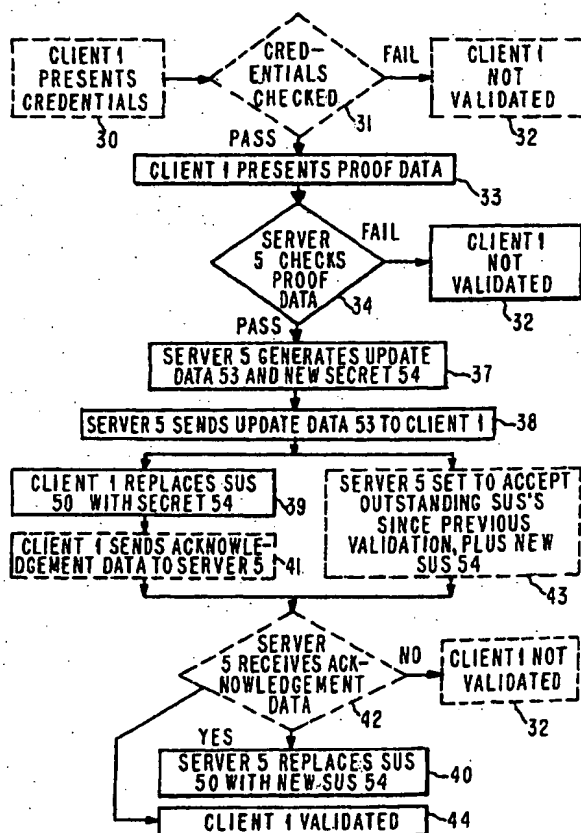 CLIENT 1
PRESENTS
CREDENTIALS
30
CRED-
ENTIALS
CHECKED
31
FAIL
CLIENT 1
NOT
VALIDATED
32
PASS
CLIENT 1 PRESENTS PROOF DATA
33
SERVER
5 CHECKS
PROOF
DATA
34
FAIL
CLIENT 1
NOT
VALIDATED
32
PASS
SERVER 5 GENERATES UPDATE
DATA 53 AND NEW SECRET 54
37
SERVER 5 SENDS UPDATE DATA 53 TO CLIENT 1
38
CLIENT 1 REPLACES SUS
50 WITH SECRET 54
39
CLIENT 1 SENDS ACKNOWLE-
DGEMENT DATA TO SERVER 5
41
SERVER 5 SET TO ACCEPT
OUTSTANDING SUS'S
SINCE PREVIOUS
VALIDATION, PLUS NEW
SUS 54
43
SERVER
5 RECEIVES ACK-
NOWLEDGEMENT
DATA
42
NO
CLIENT 1 NOT
VALIDATED
32
YES
SERVER 5 REPLACES SUS
50 WITH NEW SUS 54
40
CLIENT 1 VALIDATED
44